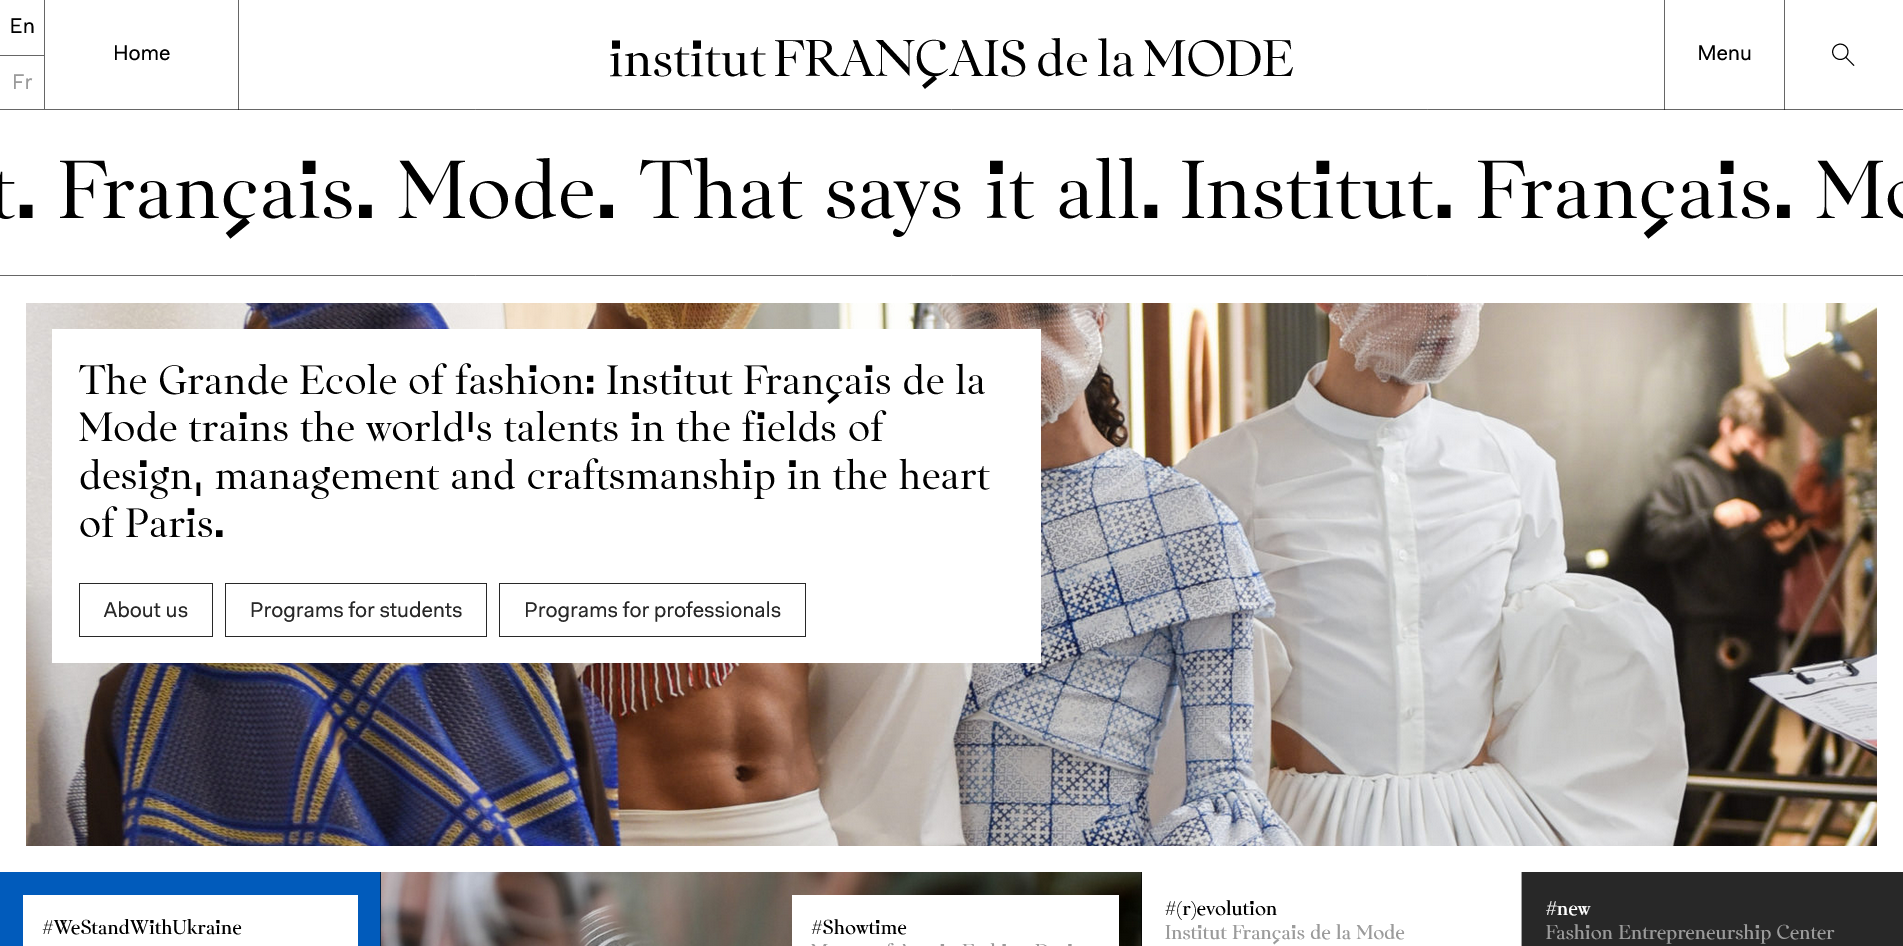 En
Fr
Home
institut FRANÇAIS de la MODE
Menu
t. Français. Mode. That says it all. Institut. Français. Mo
The Grande Ecole of fashion: Institut Français de la
Mode trains the world's talents in the fields of
design, management and craftsmanship in the heart
of Paris.
About us
Programs for students
Programs for professionals
#WeStandWithUkraine
#Showtime
#(r)evolution
Institut Français de la Mode
#new
Fashion Entrepreneurship Center